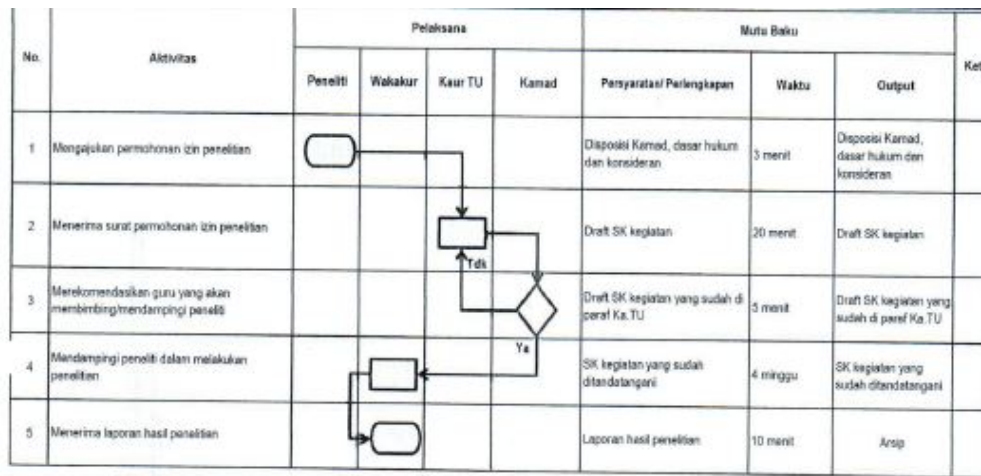 No.
Aktivitas
Pelaksana
Mutu Baku
Ket
Peneliti
Wakakur
Kaur TU
Kamad
Persyaratan/ Perlengkapan
Waktu
Output
1
Mengajukan permohonan izin penelitian
Disposisi Kamad, dasar hukum
dan konsideran
3 menit
Disposisi Kamad,
dasar hukum dan
konsideran
2
Menerima surat permohonan izin penelitian
Draft SK kegiatan
20 menit
Draft SK kegiatan
Tdk
3
Merekomendasikan guru yang akan
membimbing/mendampingi peneliti
Draft SK kegiatan yang sudah di
paraf Ka.TU
5 menit
Draft SK kegiatan yang
sudah di paraf Ka.TU
Ya
4
Mendampingi peneliti dalam melakukan
penelitian
SK kegiatan yang sudah
ditandatangani
4 minggu
SK kegiatan yang
sudah ditandatangani
5
Menerima laporan hasil penelitian
Laporan hasil penelitian
10 menit
Arsip